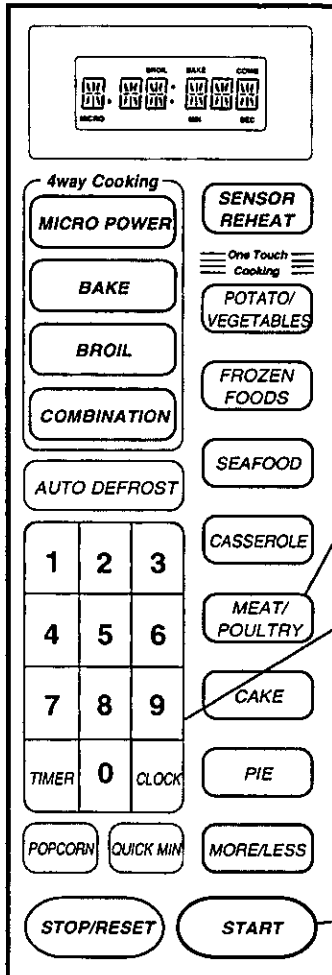 BROIL BAKE COMB
MICRO MIN SEC
4way Cooking
MICRO POWER
BAKE
BROIL
COMBINATION
AUTO DEFROST
1 2 3
4 5 6
7 8 9
TIMER 0 CLOCK
POPCORN QUICK MIN
STOP/RESET
SENSOR
REHEAT
One Touch
Cooking
POTATO/
VEGETABLES
FROZEN
FOODS
SEAFOOD
CASSEROLE
MEAT/
POULTRY
CAKE
PIE
MORE/LESS
START